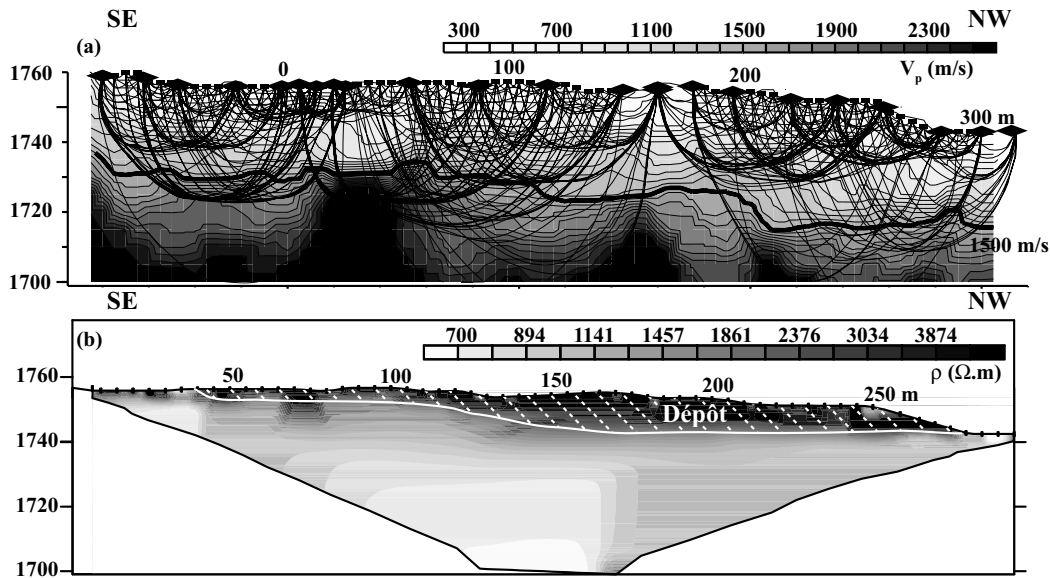 SE NW
(a) 300 700 1100 1500 1900 2300
1760 0 100 200 Vp (m/s)
300 m
1740
1720
1500 m/s
1700
SE NW
(b) 700 894 1141 1457 1861 2376 3034 3874
1760 50 100 150 200 250 m ρ (Ω.m)
Dépôt
1740
1720
1700